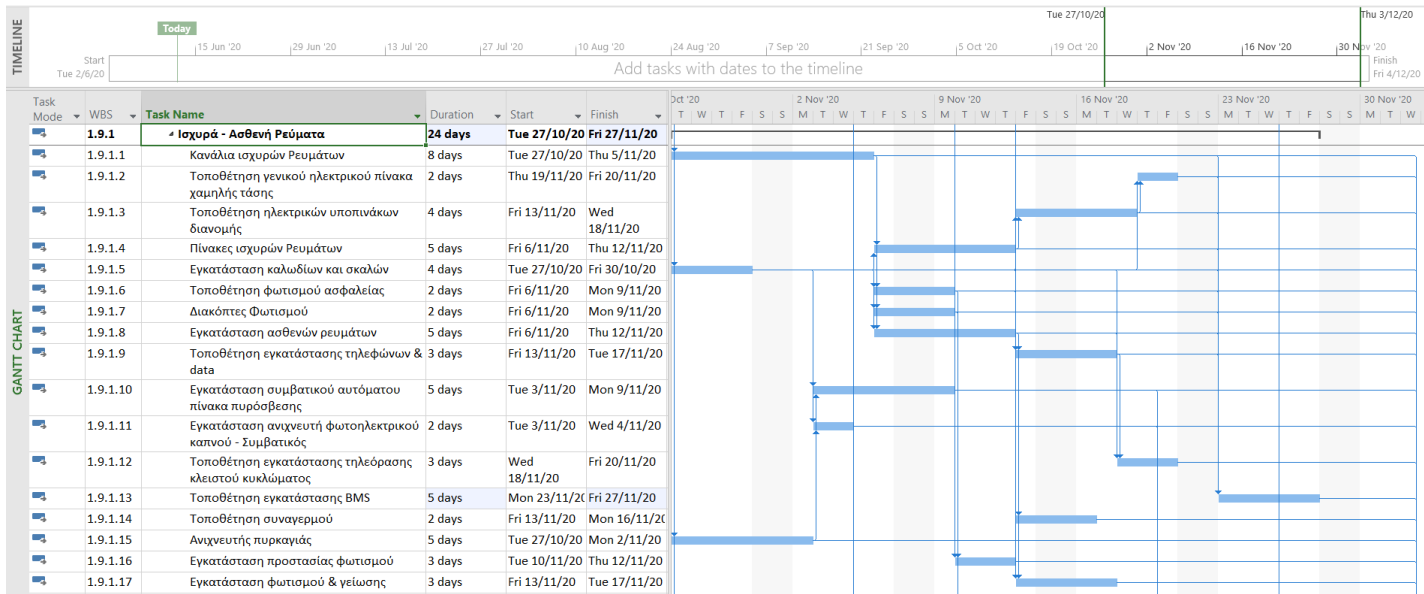 TIMELINE
Today
Tue 27/10/20
Thu 3/12/20
15 Jun '20 29 Jun '20 13 Jul '20 27 Jul '20 10 Aug '20 24 Aug '20 7 Sep '20 21 Sep '20 5 Oct '20 19 Oct '20 2 Nov '20 16 Nov '20 30 Nov '20
Start
Tue 2/6/20
Add tasks with dates to the timeline
Finish
Fri 4/12/20
GANTT CHART
Task
Mode WBS Task Name Duration Start Finish
Oct '20 2 Nov '20 9 Nov '20 16 Nov '20 23 Nov '20 30 Nov '20
T W T F S S M T W T F S S M T W T F S S M T W T F S S M T W T F S S M T W
1.9.1 Ισχυρά - Ασθενή Ρεύματα 24 days Tue 27/10/20 Fri 27/11/20
1.9.1.1 Κανάλια ισχυρών Ρευμάτων 8 days Tue 27/10/20 Thu 5/11/20
1.9.1.2 Τοποθέτηση γενικού ηλεκτρικού πίνακα 2 days Thu 19/11/20 Fri 20/11/20
χαμηλής τάσης
1.9.1.3 Τοποθέτηση ηλεκτρικών υποπινάκων 4 days Fri 13/11/20 Wed
διανομής 18/11/20
1.9.1.4 Πίνακες ισχυρών Ρευμάτων 5 days Fri 6/11/20 Thu 12/11/20
1.9.1.5 Εγκατάσταση καλωδίων και σκαλών 4 days Tue 27/10/20 Fri 30/10/20
1.9.1.6 Τοποθέτηση φωτισμού ασφαλείας 2 days Fri 6/11/20 Mon 9/11/20
1.9.1.7 Διακόπτες Φωτισμού 2 days Fri 6/11/20 Mon 9/11/20
1.9.1.8 Εγκατάσταση ασθενών ρευμάτων 5 days Fri 6/11/20 Thu 12/11/20
1.9.1.9 Τοποθέτηση εγκατάστασης τηλεφώνων & 3 days Fri 13/11/20 Tue 17/11/20
data
1.9.1.10 Εγκατάσταση συμβατικού αυτόματου 5 days Tue 3/11/20 Mon 9/11/20
πίνακα πυρόσβεσης
1.9.1.11 Εγκατάσταση ανιχνευτή φωτοηλεκτρικού 2 days Tue 3/11/20 Wed 4/11/20
καπνού - Συμβατικός
1.9.1.12 Τοποθέτηση εγκατάστασης τηλεόρασης 3 days Wed Fri 20/11/20
κλειστού κυκλώματος 18/11/20
1.9.1.13 Τοποθέτηση εγκατάστασης BMS 5 days Mon 23/11/20 Fri 27/11/20
1.9.1.14 Τοποθέτηση συναγερμού 2 days Fri 13/11/20 Mon 16/11/20
1.9.1.15 Ανιχνευτής πυρκαγιάς 5 days Tue 27/10/20 Mon 2/11/20
1.9.1.16 Εγκατάσταση προστασίας φωτισμού 3 days Tue 10/11/20 Thu 12/11/20
1.9.1.17 Εγκατάσταση φωτισμού & γείωσης 3 days Fri 13/11/20 Tue 17/11/20